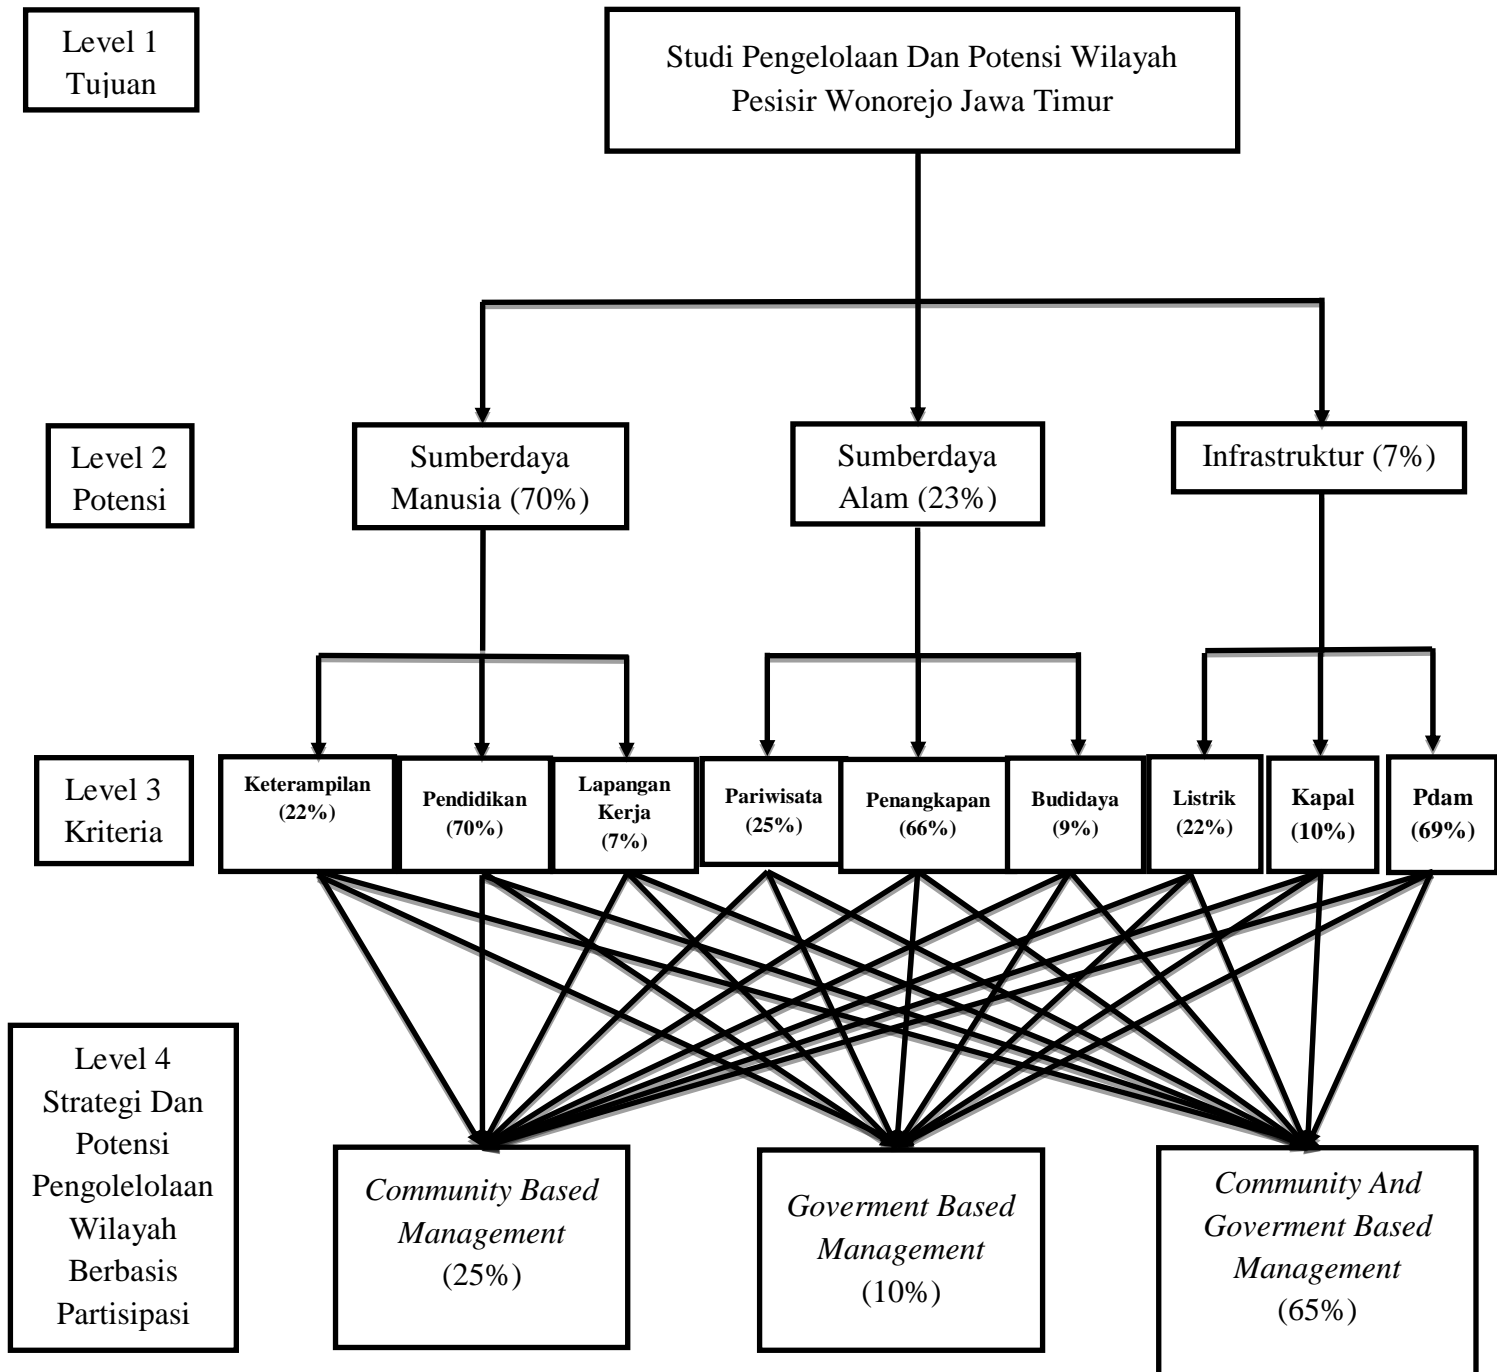 Level 1
Tujuan
Studi Pengelolaan Dan Potensi Wilayah
Pesisir Wonorejo Jawa Timur
Level 2
Potensi
Sumberdaya
Manusia (70%)
Sumberdaya
Alam (23%)
Infrastruktur (7%)
Level 3
Kriteria
Keterampilan
(22%)
Pendidikan
(70%)
Lapangan
Kerja
(7%)
Pariwisata
(25%)
Penangkapan
(66%)
Budidaya
(9%)
Listrik
(22%)
Kapal
(10%)
Pdam
(69%)
Level 4
Strategi Dan
Potensi
Pengolelolaan
Wilayah
Berbasis
Partisipasi
Community Based
Management
(25%)
Goverment Based
Management
(10%)
Community And
Goverment Based
Management
(65%)